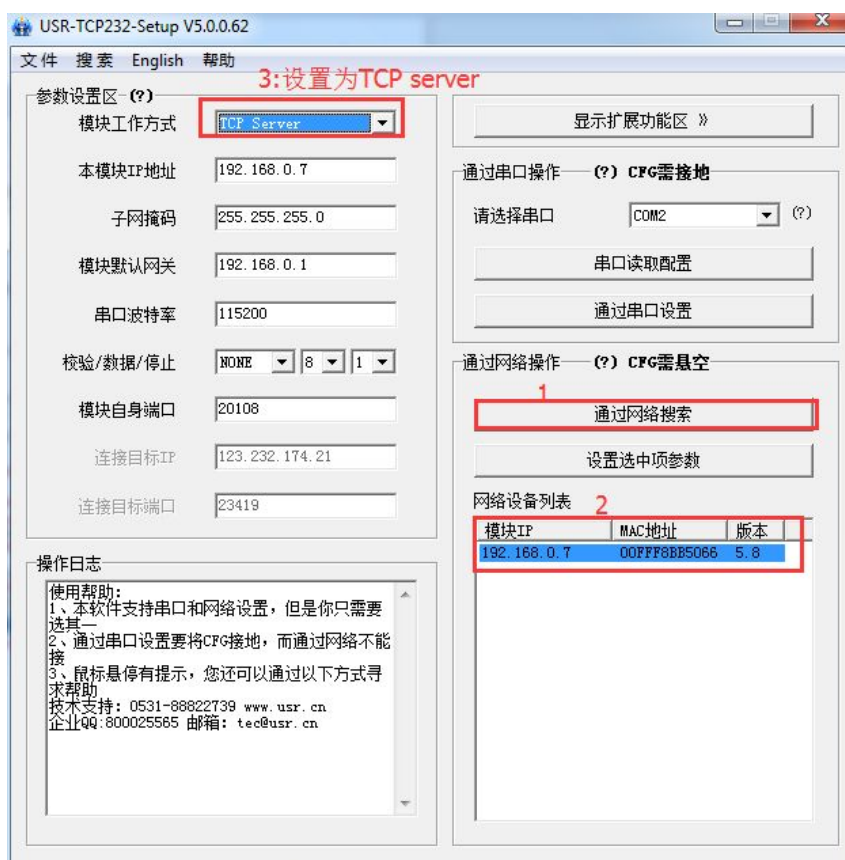 USR-TCP232-Setup V5.0.0.62
文件 搜索 English 帮助
3:设置为TCP server
参数设置区 (?)
模块工作方式 TCP Server
本模块IP地址 192.168.0.7
子网掩码 255.255.255.0
模块默认网关 192.168.0.1
串口波特率 115200
校验/数据/停止 NONE 8 1
模块自身端口 20108
连接目标IP 123.232.174.21
连接目标端口 23419
操作日志
使用帮助:
1、本软件支持串口和网络设置，但是你只需要
选其一
2、通过串口设置要将CFG接地，而通过网络不能
接
3、鼠标悬停有提示，您还可以通过以下方式寻
求帮助
技术支持: 0531-88822739 www.usr.cn
企业QQ:800025565 邮箱: tec@usr.cn
显示扩展功能区 》
通过串口操作 (?) CFG需接地
请选择串口 COM2 (?)
串口读取配置
通过串口设置
通过网络操作 (?) CFG需悬空
1
通过网络搜索
设置选中项参数
网络设备列表 2
模块IP MAC地址 版本
192.168.0.7 00FFF8BB5066 5.8